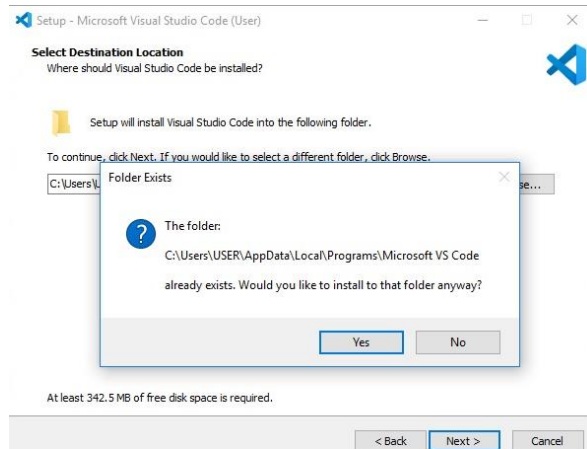 Setup - Microsoft Visual Studio Code (User)
Select Destination Location
Where should Visual Studio Code be installed?
Setup will install Visual Studio Code into the following folder.
To continue, click Next. If you would like to select a different folder, click Browse.
C:\Users\
Folder Exists
The folder:
C:\Users\USER\AppData\Local\Programs\Microsoft VS Code
already exists. Would you like to install to that folder anyway?
Yes No
At least 342.5 MB of free disk space is required.
< Back Next > Cancel